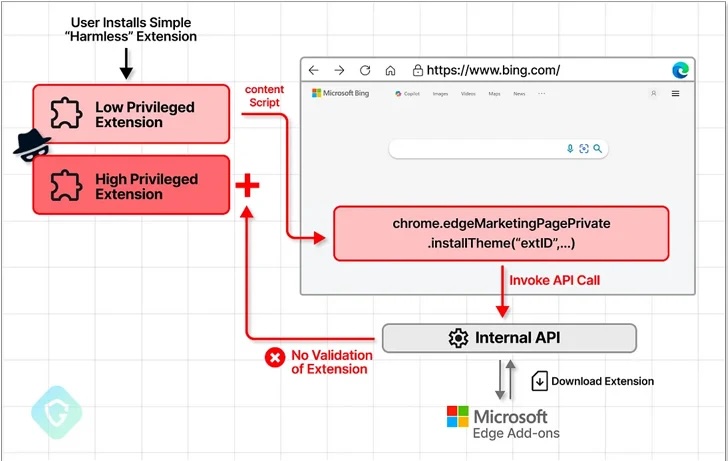 User Installs Simple
“Harmless” Extension
Low Privileged
Extension
High Privileged
Extension
content
Script
https://www.bing.com/
Microsoft Bing
Copilot
Images
Videos
Maps
News
chrome.edgeMarketingPagePrivate
.installTheme(“extID”,...)
Invoke API Call
Internal API
No Validation
of Extension
Download Extension
Microsoft
Edge Add-ons